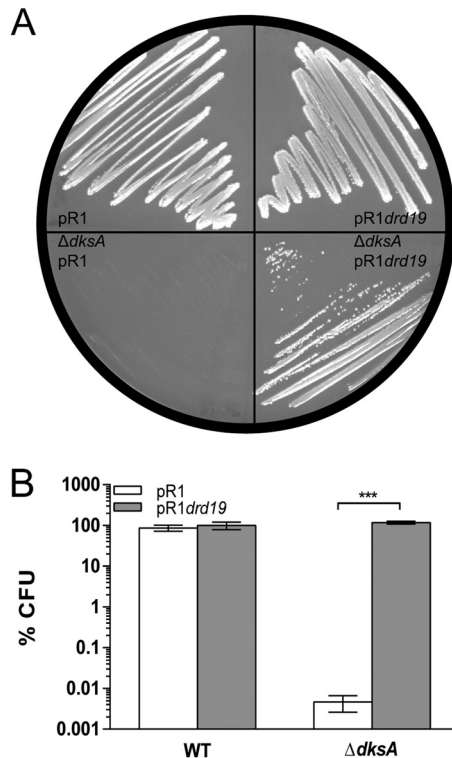 A
pR1
pR1drd19
ΔdksA
pR1
ΔdksA
pR1drd19
B
pR1
pR1drd19
***
1000
100
10
1
0.1
0.01
0.001
% CFU
WT
ΔdksA